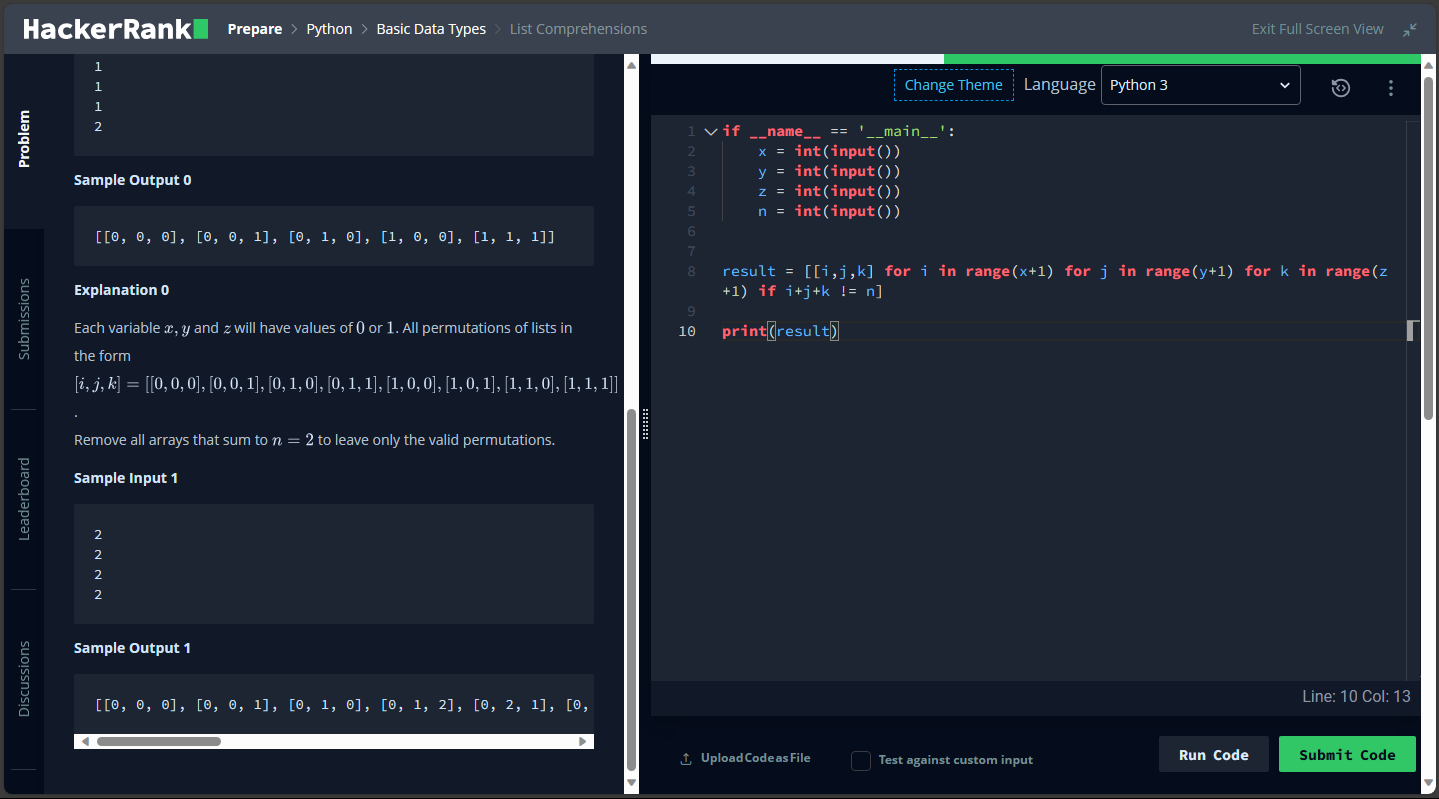 HackerRank
Prepare > Python > Basic Data Types > List Comprehensions
Exit Full Screen View
Problem
Submissions
Leaderboard
Discussions
1
1
1
2
Sample Output 0
[[0, 0, 0], [0, 0, 1], [0, 1, 0], [1, 0, 0], [1, 1, 1]]
Explanation 0
Each variable x, y and z will have values of 0 or 1. All permutations of lists in
the form
[i, j, k] = [[0, 0, 0], [0, 0, 1], [0, 1, 0], [0, 1, 1], [1, 0, 0], [1, 0, 1], [1, 1, 0], [1, 1, 1]]
.
Remove all arrays that sum to n = 2 to leave only the valid permutations.
Sample Input 1
2
2
2
2
Sample Output 1
[[0, 0, 0], [0, 0, 1], [0, 1, 0], [0, 1, 2], [0, 2, 1], [0,
Change Theme Language Python 3
1 if __name__ == '__main__':
2     x = int(input())
3     y = int(input())
4     z = int(input())
5     n = int(input())
6
7
8 result = [[i,j,k] for i in range(x+1) for j in range(y+1) for k in range(z
+1) if i+j+k != n]
9
10 print(result)
Line: 10 Col: 13
Upload Code as File
Test against custom input
Run Code
Submit Code